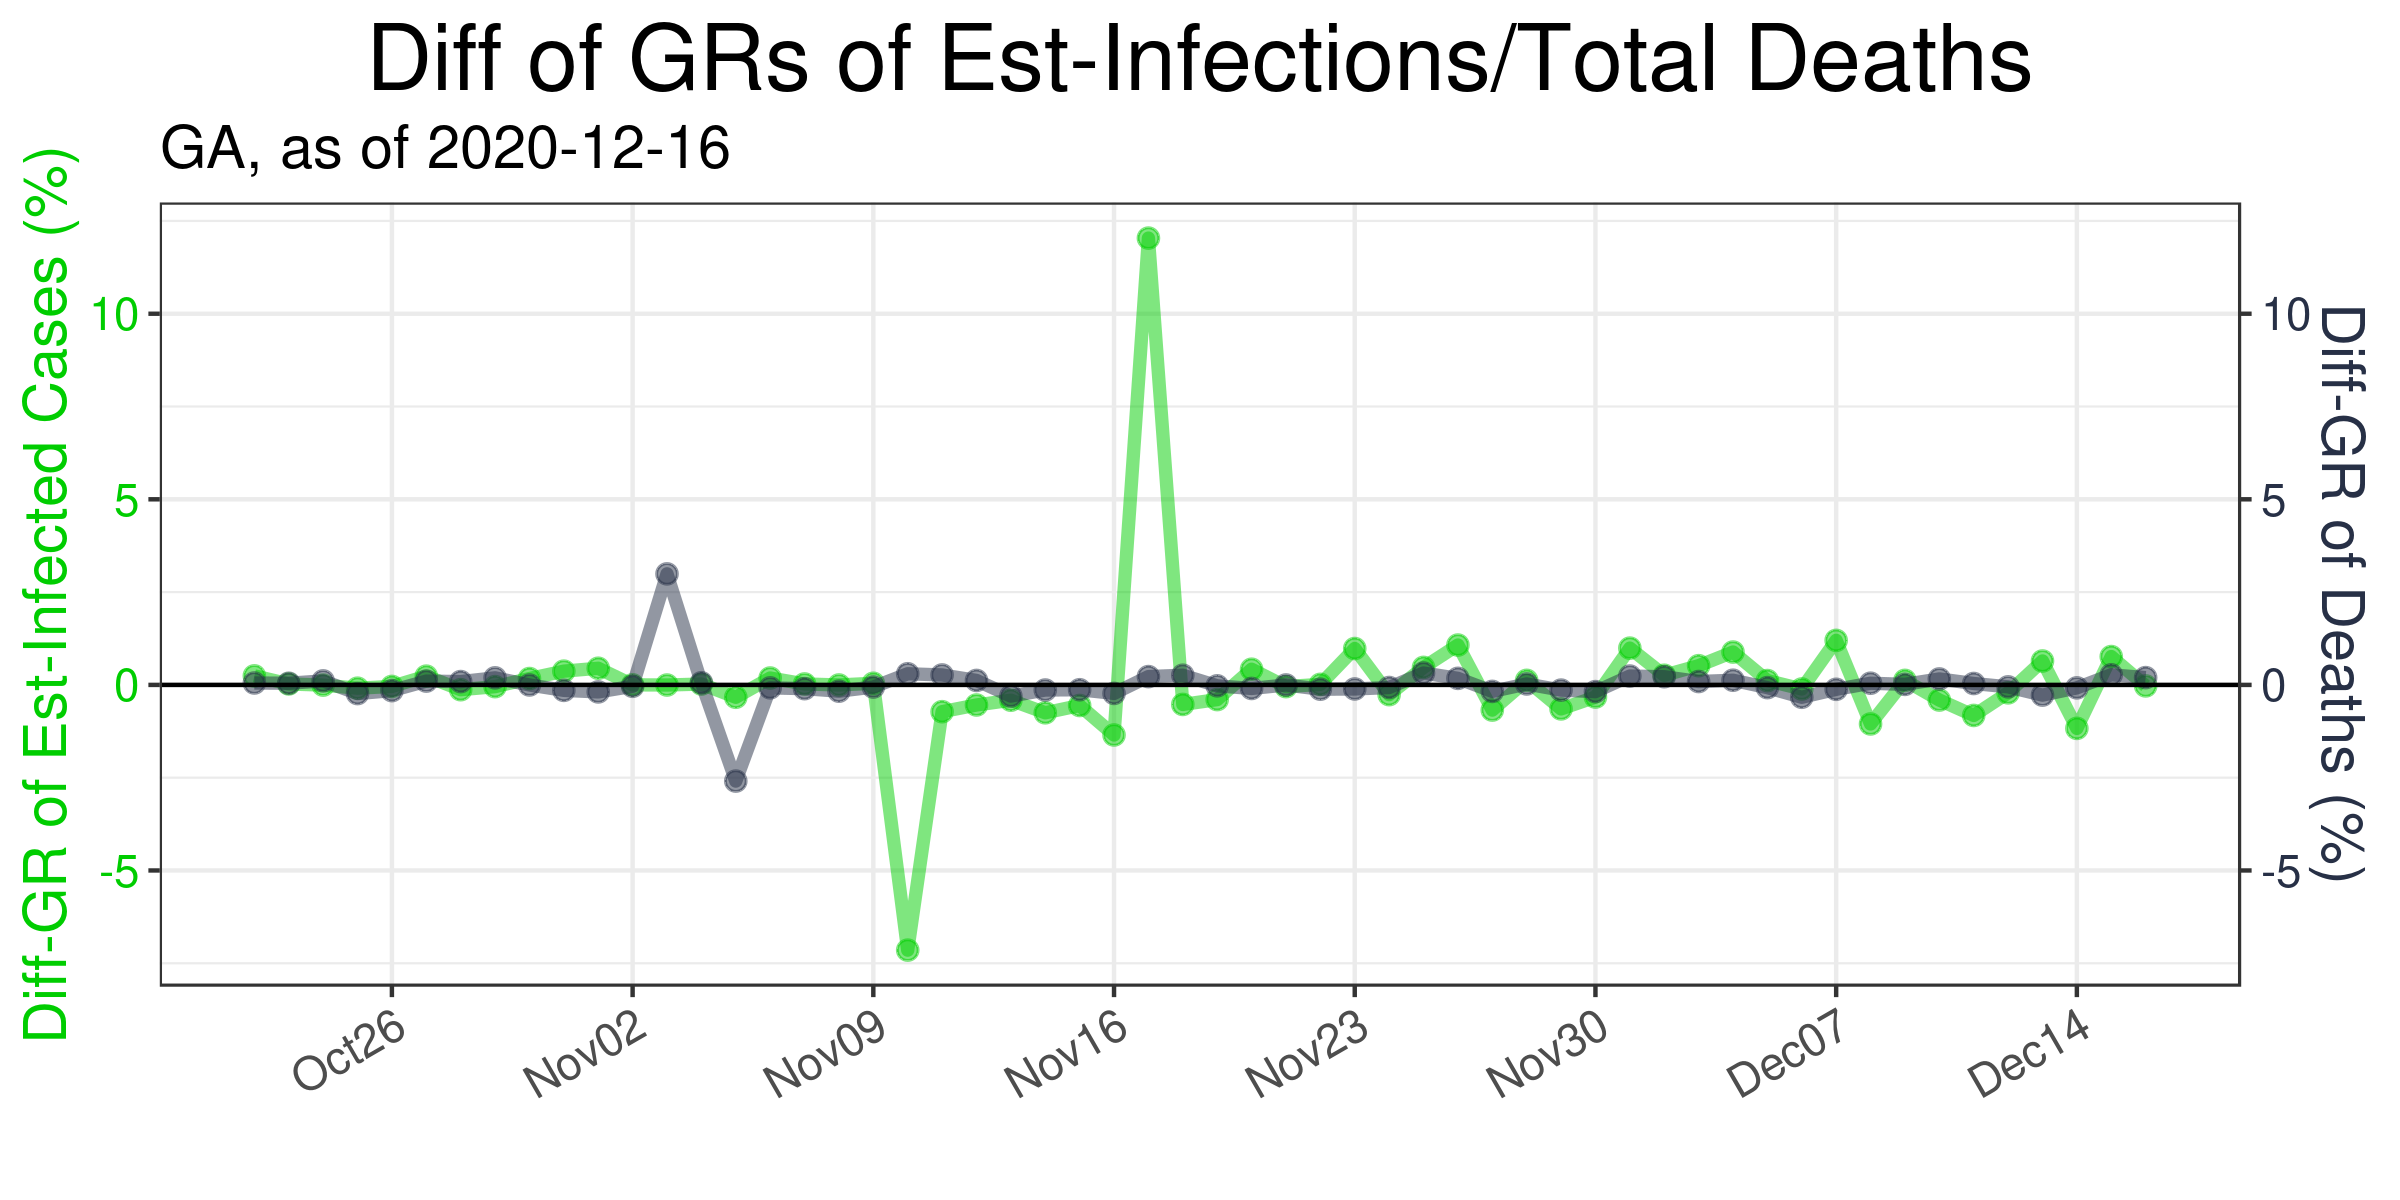 Diff of GRs of Est-Infections/Total Deaths
GA, as of 2020-12-16
Diff-GR of Est-Infected Cases (%)
10
5
0
-5
10
5
0
-5
Diff-GR of Deaths (%)
Oct26
Nov02
Nov09
Nov16
Nov23
Nov30
Dec07
Dec14